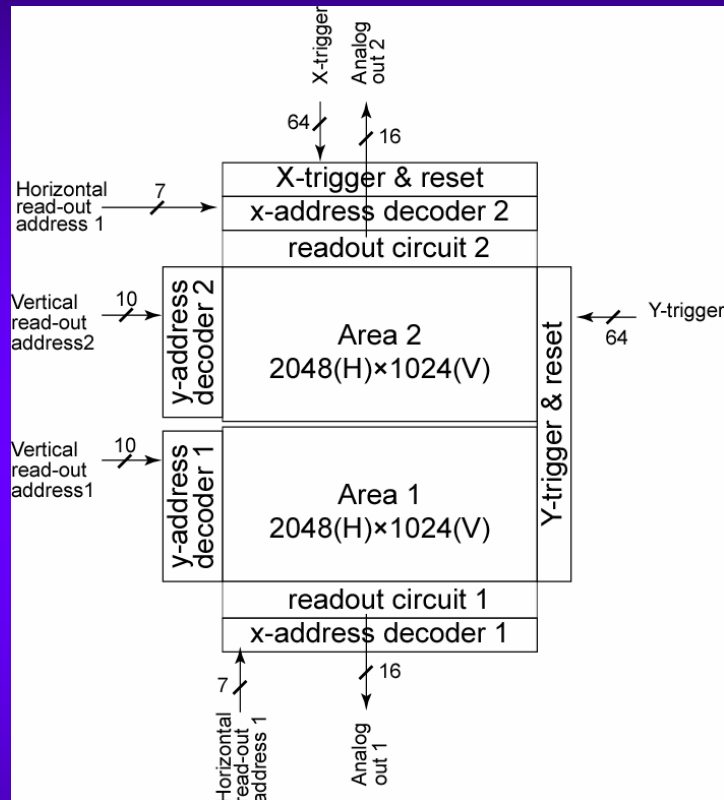 X-trigger
Analog
out 2
64
16
X-trigger & reset
Horizontal
read-out
address 1
7
x-address decoder 2
readout circuit 2
Vertical
read-out
address2
10
y-address
decoder 2
Area 2
2048(H)×1024(V)
Y-trigger & reset
Y-trigger
64
Vertical
read-out
address1
10
y-address
decoder 1
Area 1
2048(H)×1024(V)
readout circuit 1
x-address decoder 1
7
16
Horizontal
read-out
address 1
Analog
out 1